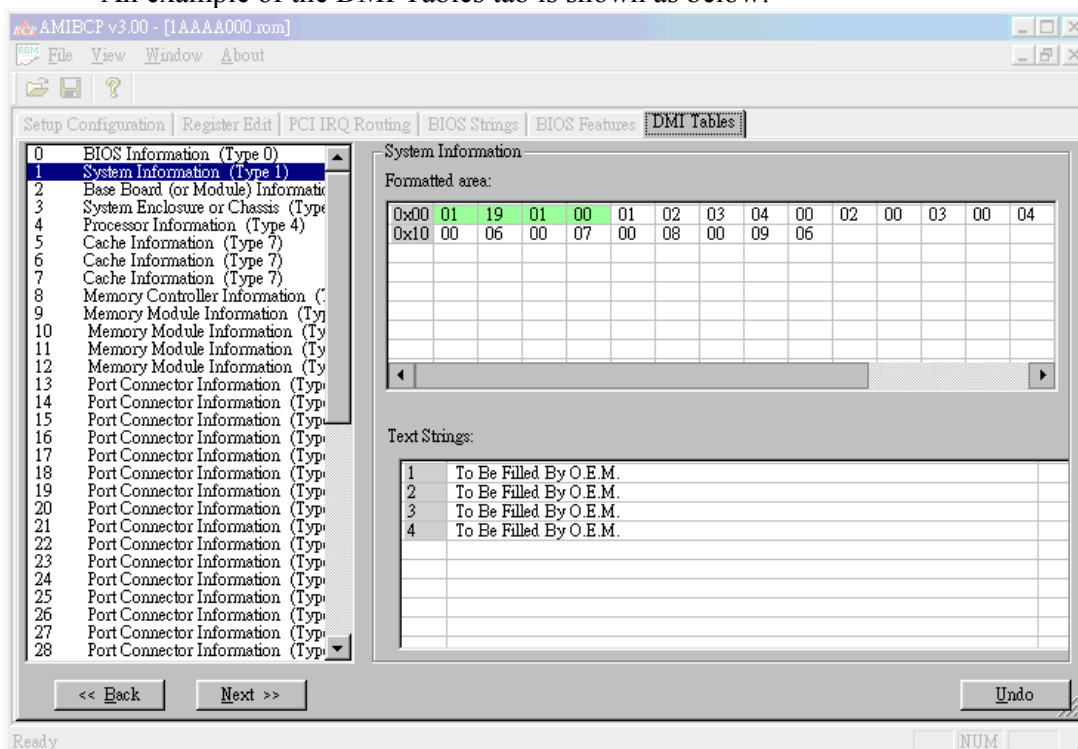 An example of the DMI Tables tab is shown as below:
AMIBCP v3.00 - [1AAAA000.rom]
File View Window About
Setup Configuration Register Edit PCI IRQ Routing BIOS Strings BIOS Features DMI Tables
0 BIOS Information (Type 0)
1 System Information (Type 1)
2 Base Board (or Module) Informatio
3 System Enclosure or Chassis (Type
4 Processor Information (Type 4)
5 Cache Information (Type 7)
6 Cache Information (Type 7)
7 Cache Information (Type 7)
8 Memory Controller Information (
9 Memory Module Information (Typ
10 Memory Module Information (Ty
11 Memory Module Information (Ty
12 Memory Module Information (Ty
13 Port Connector Information (Typ
14 Port Connector Information (Typ
15 Port Connector Information (Typ
16 Port Connector Information (Typ
17 Port Connector Information (Typ
18 Port Connector Information (Typ
19 Port Connector Information (Typ
20 Port Connector Information (Typ
21 Port Connector Information (Typ
22 Port Connector Information (Typ
23 Port Connector Information (Typ
24 Port Connector Information (Typ
25 Port Connector Information (Typ
26 Port Connector Information (Typ
27 Port Connector Information (Typ
28 Port Connector Information (Typ
System Information
Formatted area:
0x00 01 19 01 00 01 02 03 04 00 02 00 03 00 04
0x10 00 06 00 07 00 08 00 09 06
Text Strings:
1 To Be Filled By O.E.M.
2 To Be Filled By O.E.M.
3 To Be Filled By O.E.M.
4 To Be Filled By O.E.M.
<< Back Next >> Undo
Ready NUM